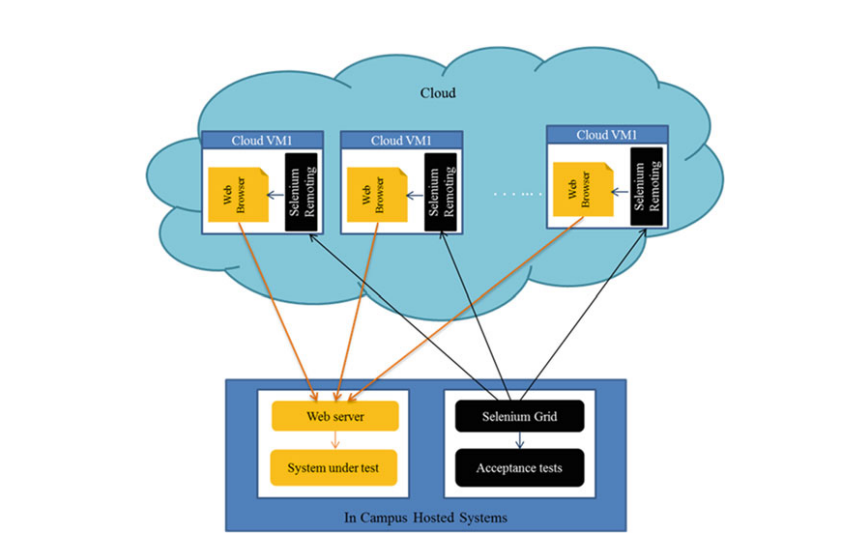 Cloud
Cloud VM1
Web
Browser
Selenium
Remoting
Cloud VM1
Web
Browser
Selenium
Remoting
. . . ... . .
Cloud VM1
Web
Browser
Selenium
Remoting
Web server
System under test
Selenium Grid
Acceptance tests
In Campus Hosted Systems